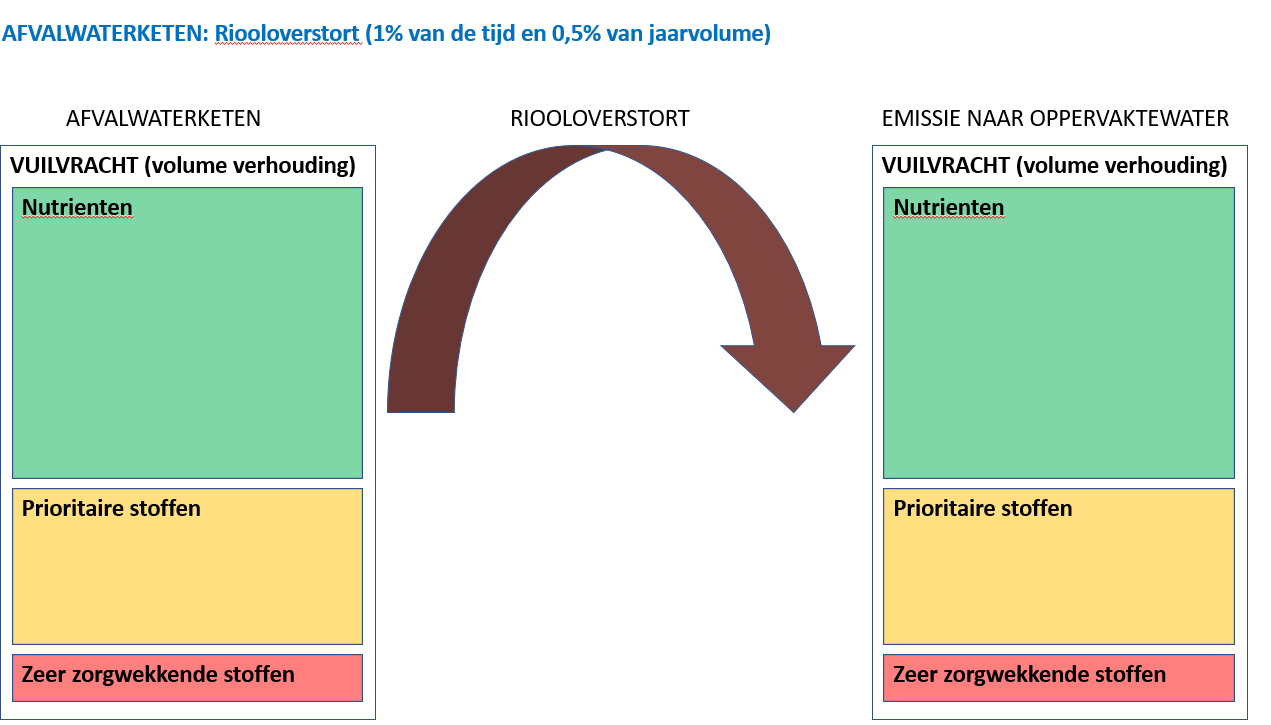 AFVALWATERKETEN: Riooloverstort (1% van de tijd en 0,5% van jaarvolume)
AFVALWATERKETEN
RIOOLOVERSTORT
EMISSIE NAAR OPPERVAKTEWATER
VUILVRACHT (volume verhouding)
Nutrienten
Prioritaire stoffen
Zeer zorgwekkende stoffen
VUILVRACHT (volume verhouding)
Nutrienten
Prioritaire stoffen
Zeer zorgwekkende stoffen